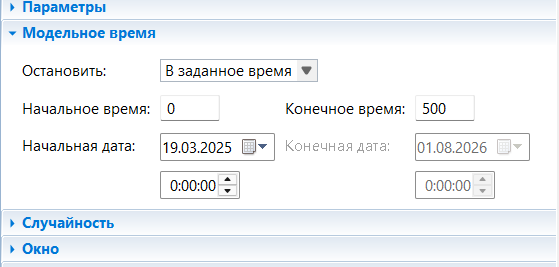 Параметры
Модельное время
Остановить: В заданное время
Начальное время: 0 Конечное время: 500
Начальная дата: 19.03.2025 Конечная дата: 01.08.2026
0:00:00 0:00:00
Случайность
Окно